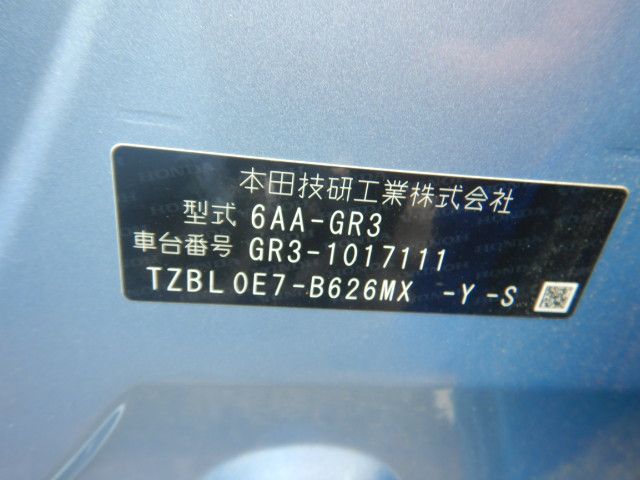 本田技研工業株式会社
型式 6AA-GR3
車台番号 GR3-1017111
TZBL0E7-B626MX -Y-S